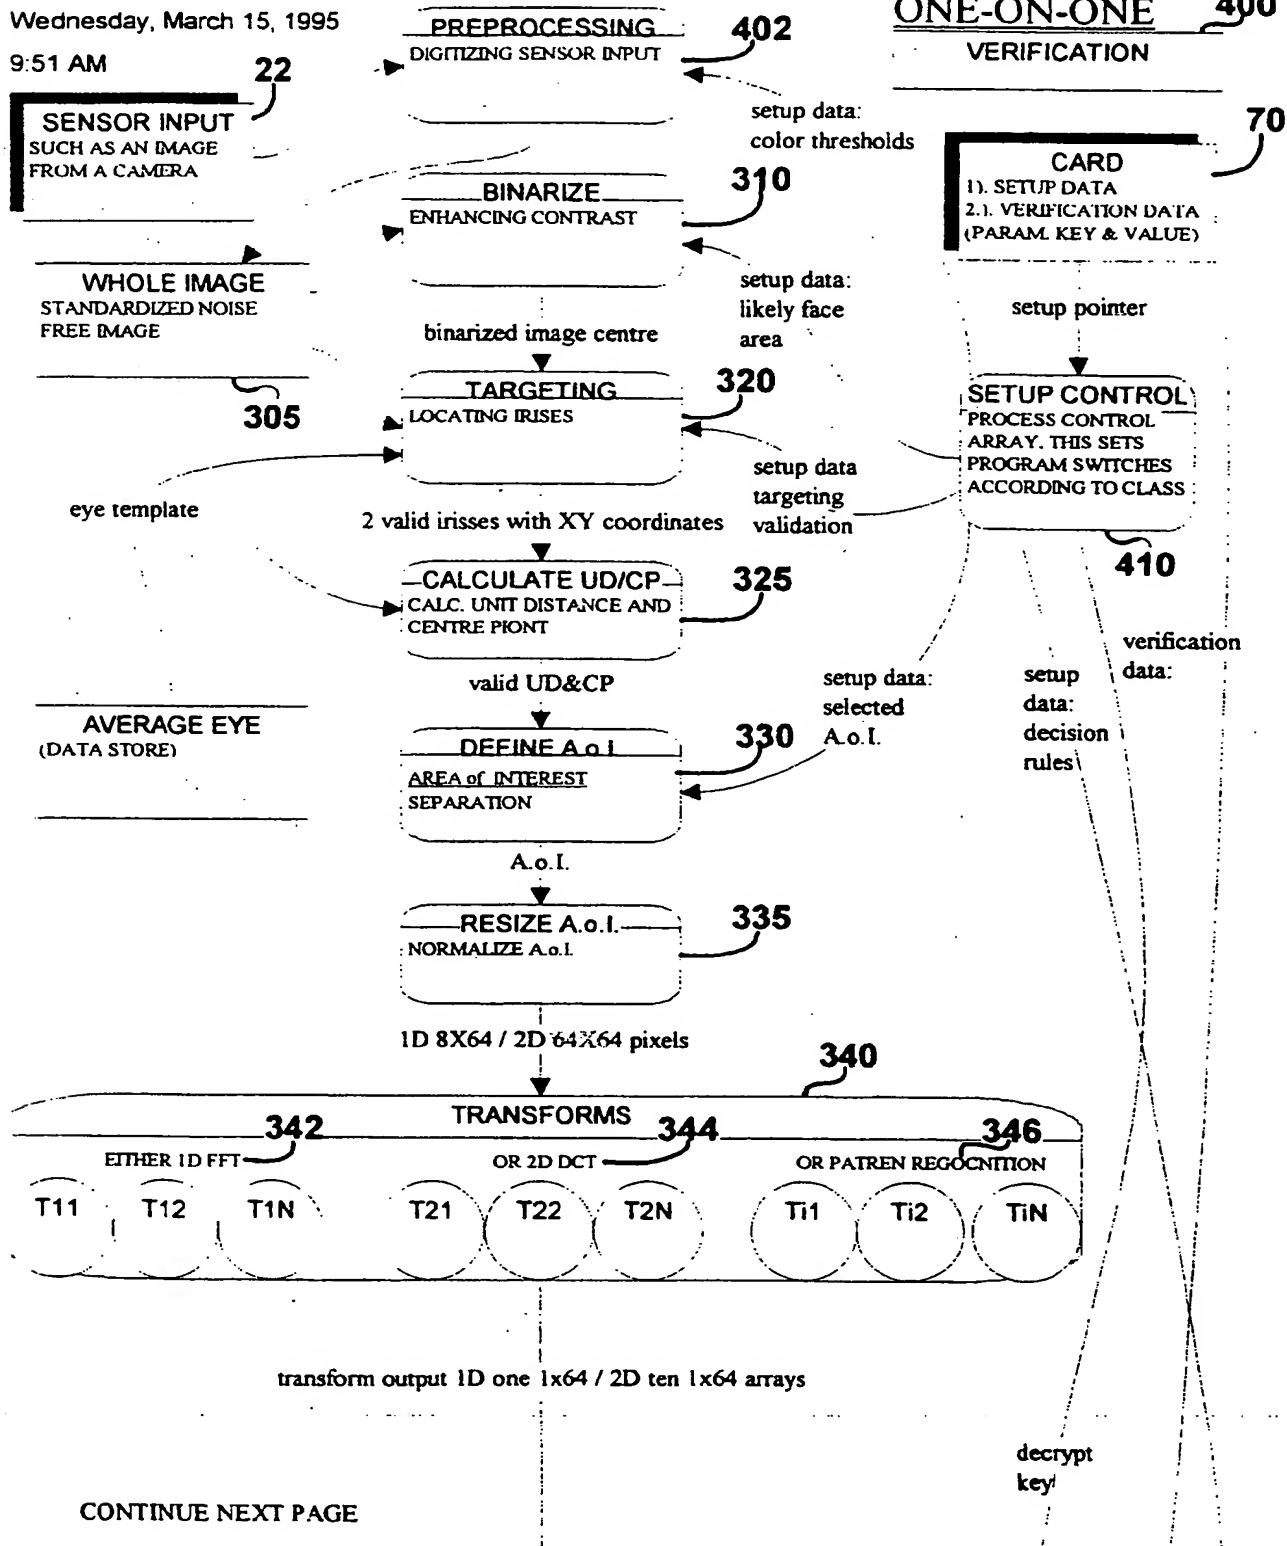 Wednesday, March 15, 1995
9:51 AM
22
SENSOR INPUT
SUCH AS AN IMAGE
FROM A CAMERA
WHOLE IMAGE
STANDARDIZED NOISE
FREE IMAGE
305
eye template
AVERAGE EYE
(DATA STORE)
PREPROCESSING
DIGITIZING SENSOR INPUT
402
setup data:
color thresholds
BINARIZE
ENHANCING CONTRAST
310
setup data:
likely face
area
binarized image centre
TARGETING
LOCATING IRISES
320
setup data
targeting
validation
2 valid irisses with XY coordinates
CALCULATE UD/CP
CALC. UNIT DISTANCE AND
CENTRE PIONT
325
valid UD&CP
setup data:
selected
A.o.I.
DEFINE A.o.I.
AREA of INTEREST
SEPARATION
330
A.o.I.
RESIZE A.o.I.
NORMALIZE A.o.I.
335
1D 8X64 / 2D 64X64 pixels
ONE-ON-ONE
400
VERIFICATION
70
CARD
1). SETUP DATA
2.). VERIFICATION DATA
(PARAM. KEY & VALUE)
setup pointer
SETUP CONTROL
PROCESS CONTROL
ARRAY. THIS SETS
PROGRAM SWITCHES
ACCORDING TO CLASS
410
verification
data:
setup
data:
decision
rules
340
TRANSFORMS
342
344
346
EITHER 1D FFT
OR 2D DCT
OR PATREN REGOCNITION
T11 T12 T1N T21 T22 T2N Ti1 Ti2 TiN
transform output 1D one 1x64 / 2D ten 1x64 arrays
decrypt
key
CONTINUE NEXT PAGE